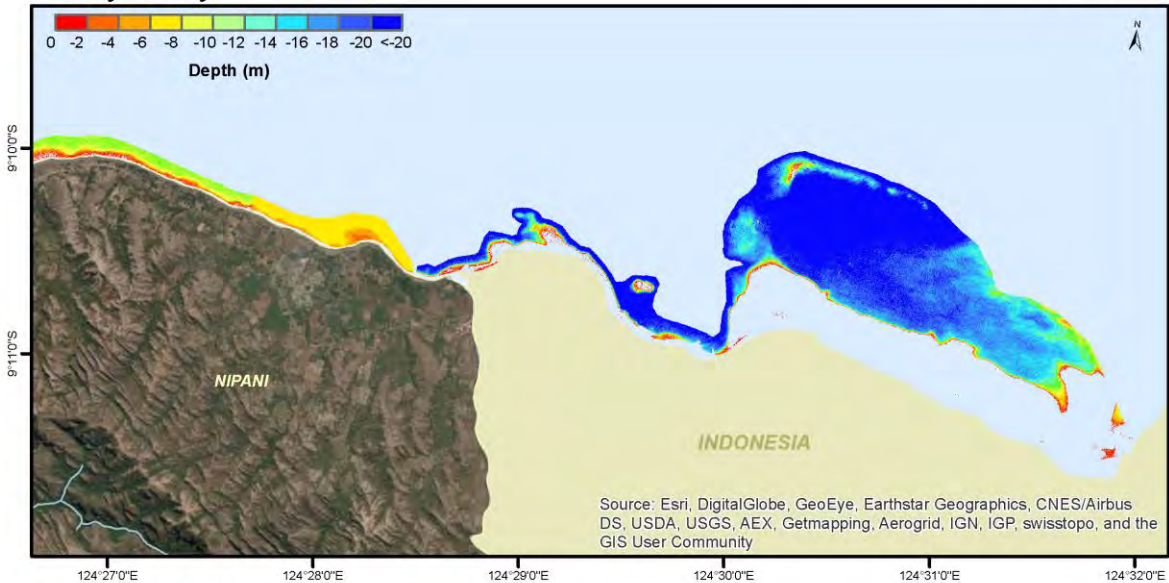 0 -2 -4 -6 -8 -10 -12 -14 -16 -18 -20 <-20
Depth (m)
N
9°10'0"S
9°11'0"S
NIPANI
INDONESIA
Source: Esri, DigitalGlobe, GeoEye, Earthstar Geographics, CNES/Airbus
DS, USDA, USGS, AEX, Getmapping, Aerogrid, IGN, IGP, swisstopo, and the
GIS User Community
124°27'0"E 124°28'0"E 124°29'0"E 124°30'0"E 124°31'0"E 124°32'0"E